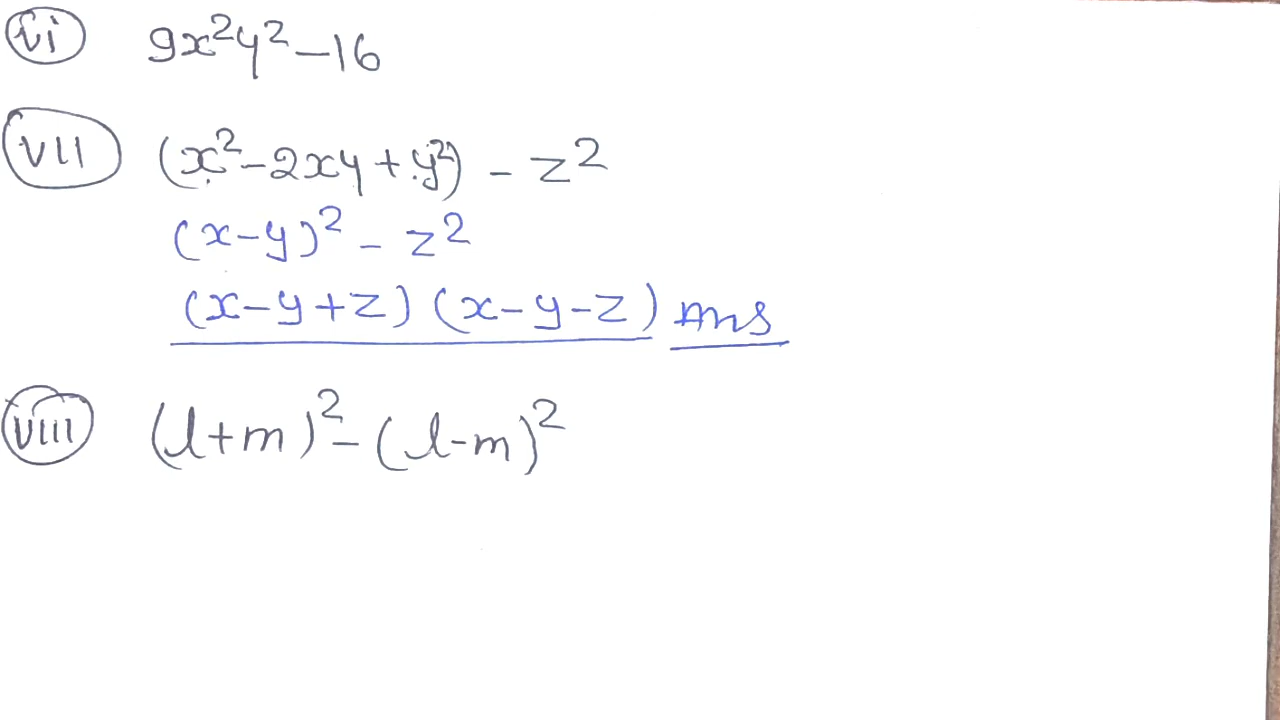 (vi) 9x²y² - 16
(vii) (x² - 2xy + y²) - z²
(x-y)² - z²
(x-y+z) (x-y-z) Ans
(viii) (l+m)² - (l-m)²